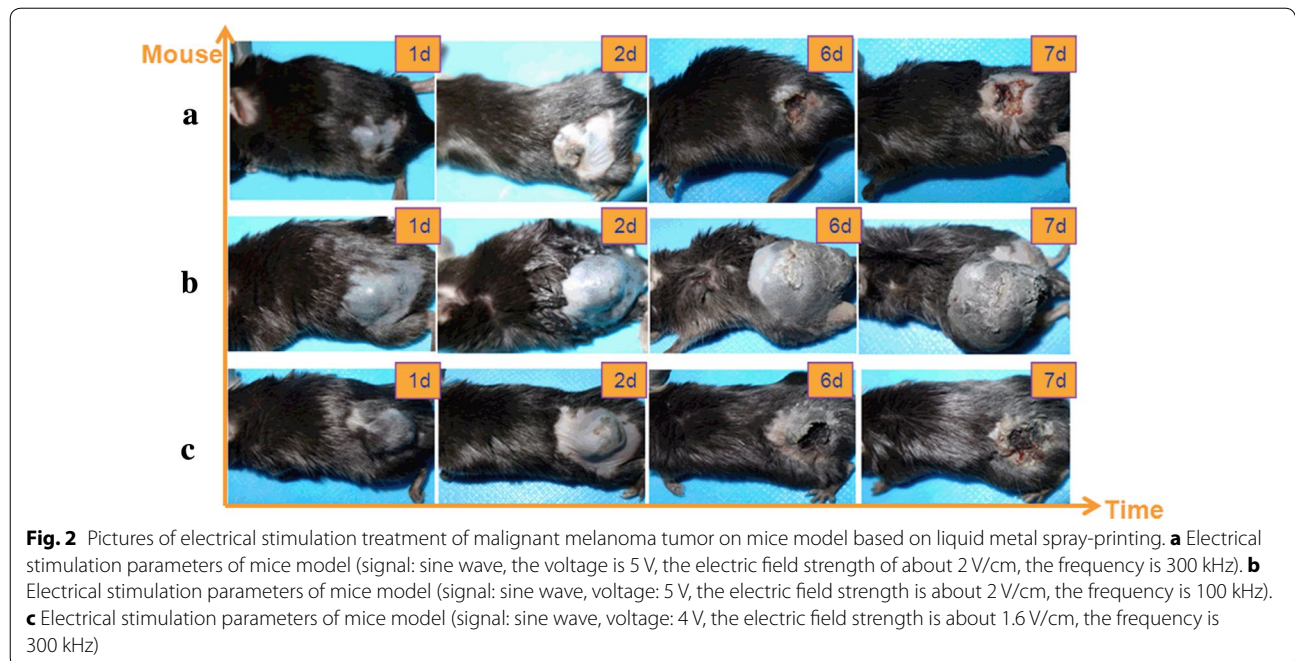 Mouse
1d 2d 6d 7d
a
1d 2d 6d 7d
b
1d 2d 6d 7d
c
Time
Fig. 2 Pictures of electrical stimulation treatment of malignant melanoma tumor on mice model based on liquid metal spray-printing. a Electrical
stimulation parameters of mice model (signal: sine wave, the voltage is 5 V, the electric field strength of about 2 V/cm, the frequency is 300 kHz). b
Electrical stimulation parameters of mice model (signal: sine wave, voltage: 5 V, the electric field strength is about 2 V/cm, the frequency is 100 kHz).
c Electrical stimulation parameters of mice model (signal: sine wave, voltage: 4 V, the electric field strength is about 1.6 V/cm, the frequency is
300 kHz)